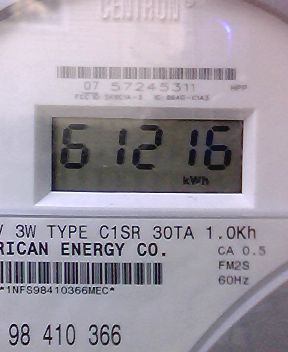 CENTRON
07 57245311 HPP
61216
kWh
V 3W TYPE C1SR 30TA 1.0Kh
RICAN ENERGY CO. CA 0.5
FM2S
*1NFS98410366MEC* 60Hz
98 410 366